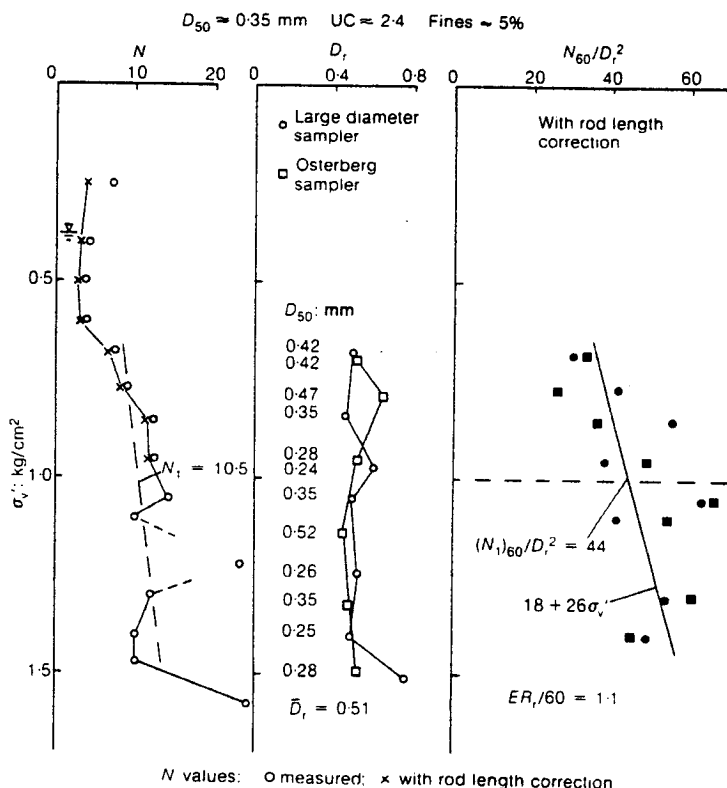 D50 ≈ 0·35 mm UC ≈ 2·4 Fines ≈ 5%
N
0 10 20
Dr
0 0·4 0·8
N60/Dr²
0 20 40 60
Large diameter sampler
Osterberg sampler
With rod length correction
0·5
1·0
1·5
σv′: kg/cm²
N1 = 10·5
D50: mm
0·42
0·42
0·47
0·35
0·28
0·24
0·35
0·52
0·26
0·35
0·25
0·28
D̄r = 0·51
(N1)60/Dr² = 44
18 + 26σv′
ERr/60 = 1·1
N values: o measured; × with rod length correction